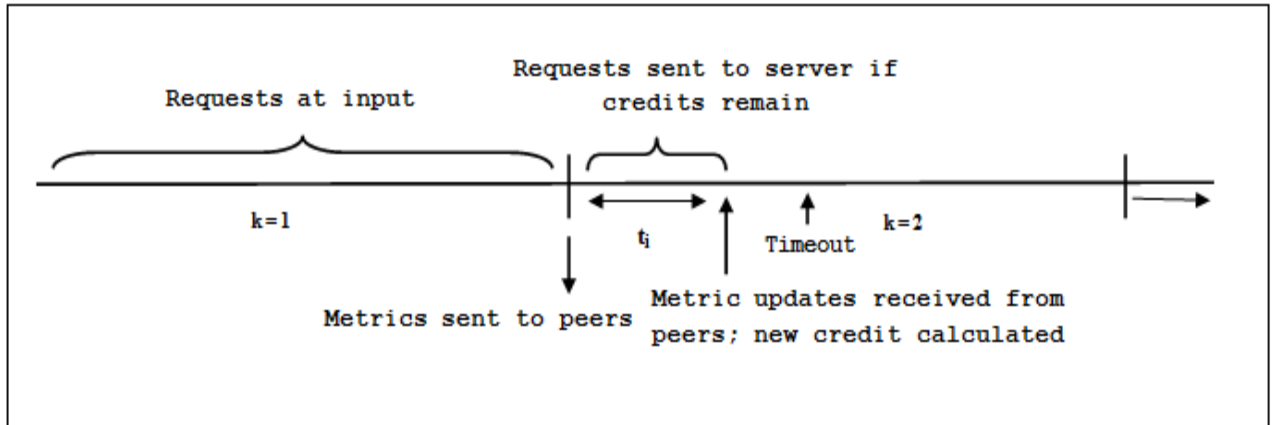 Requests sent to server if
credits remain
Requests at input
k=1
ti
Timeout
k=2
Metrics sent to peers
Metric updates received from
peers; new credit calculated